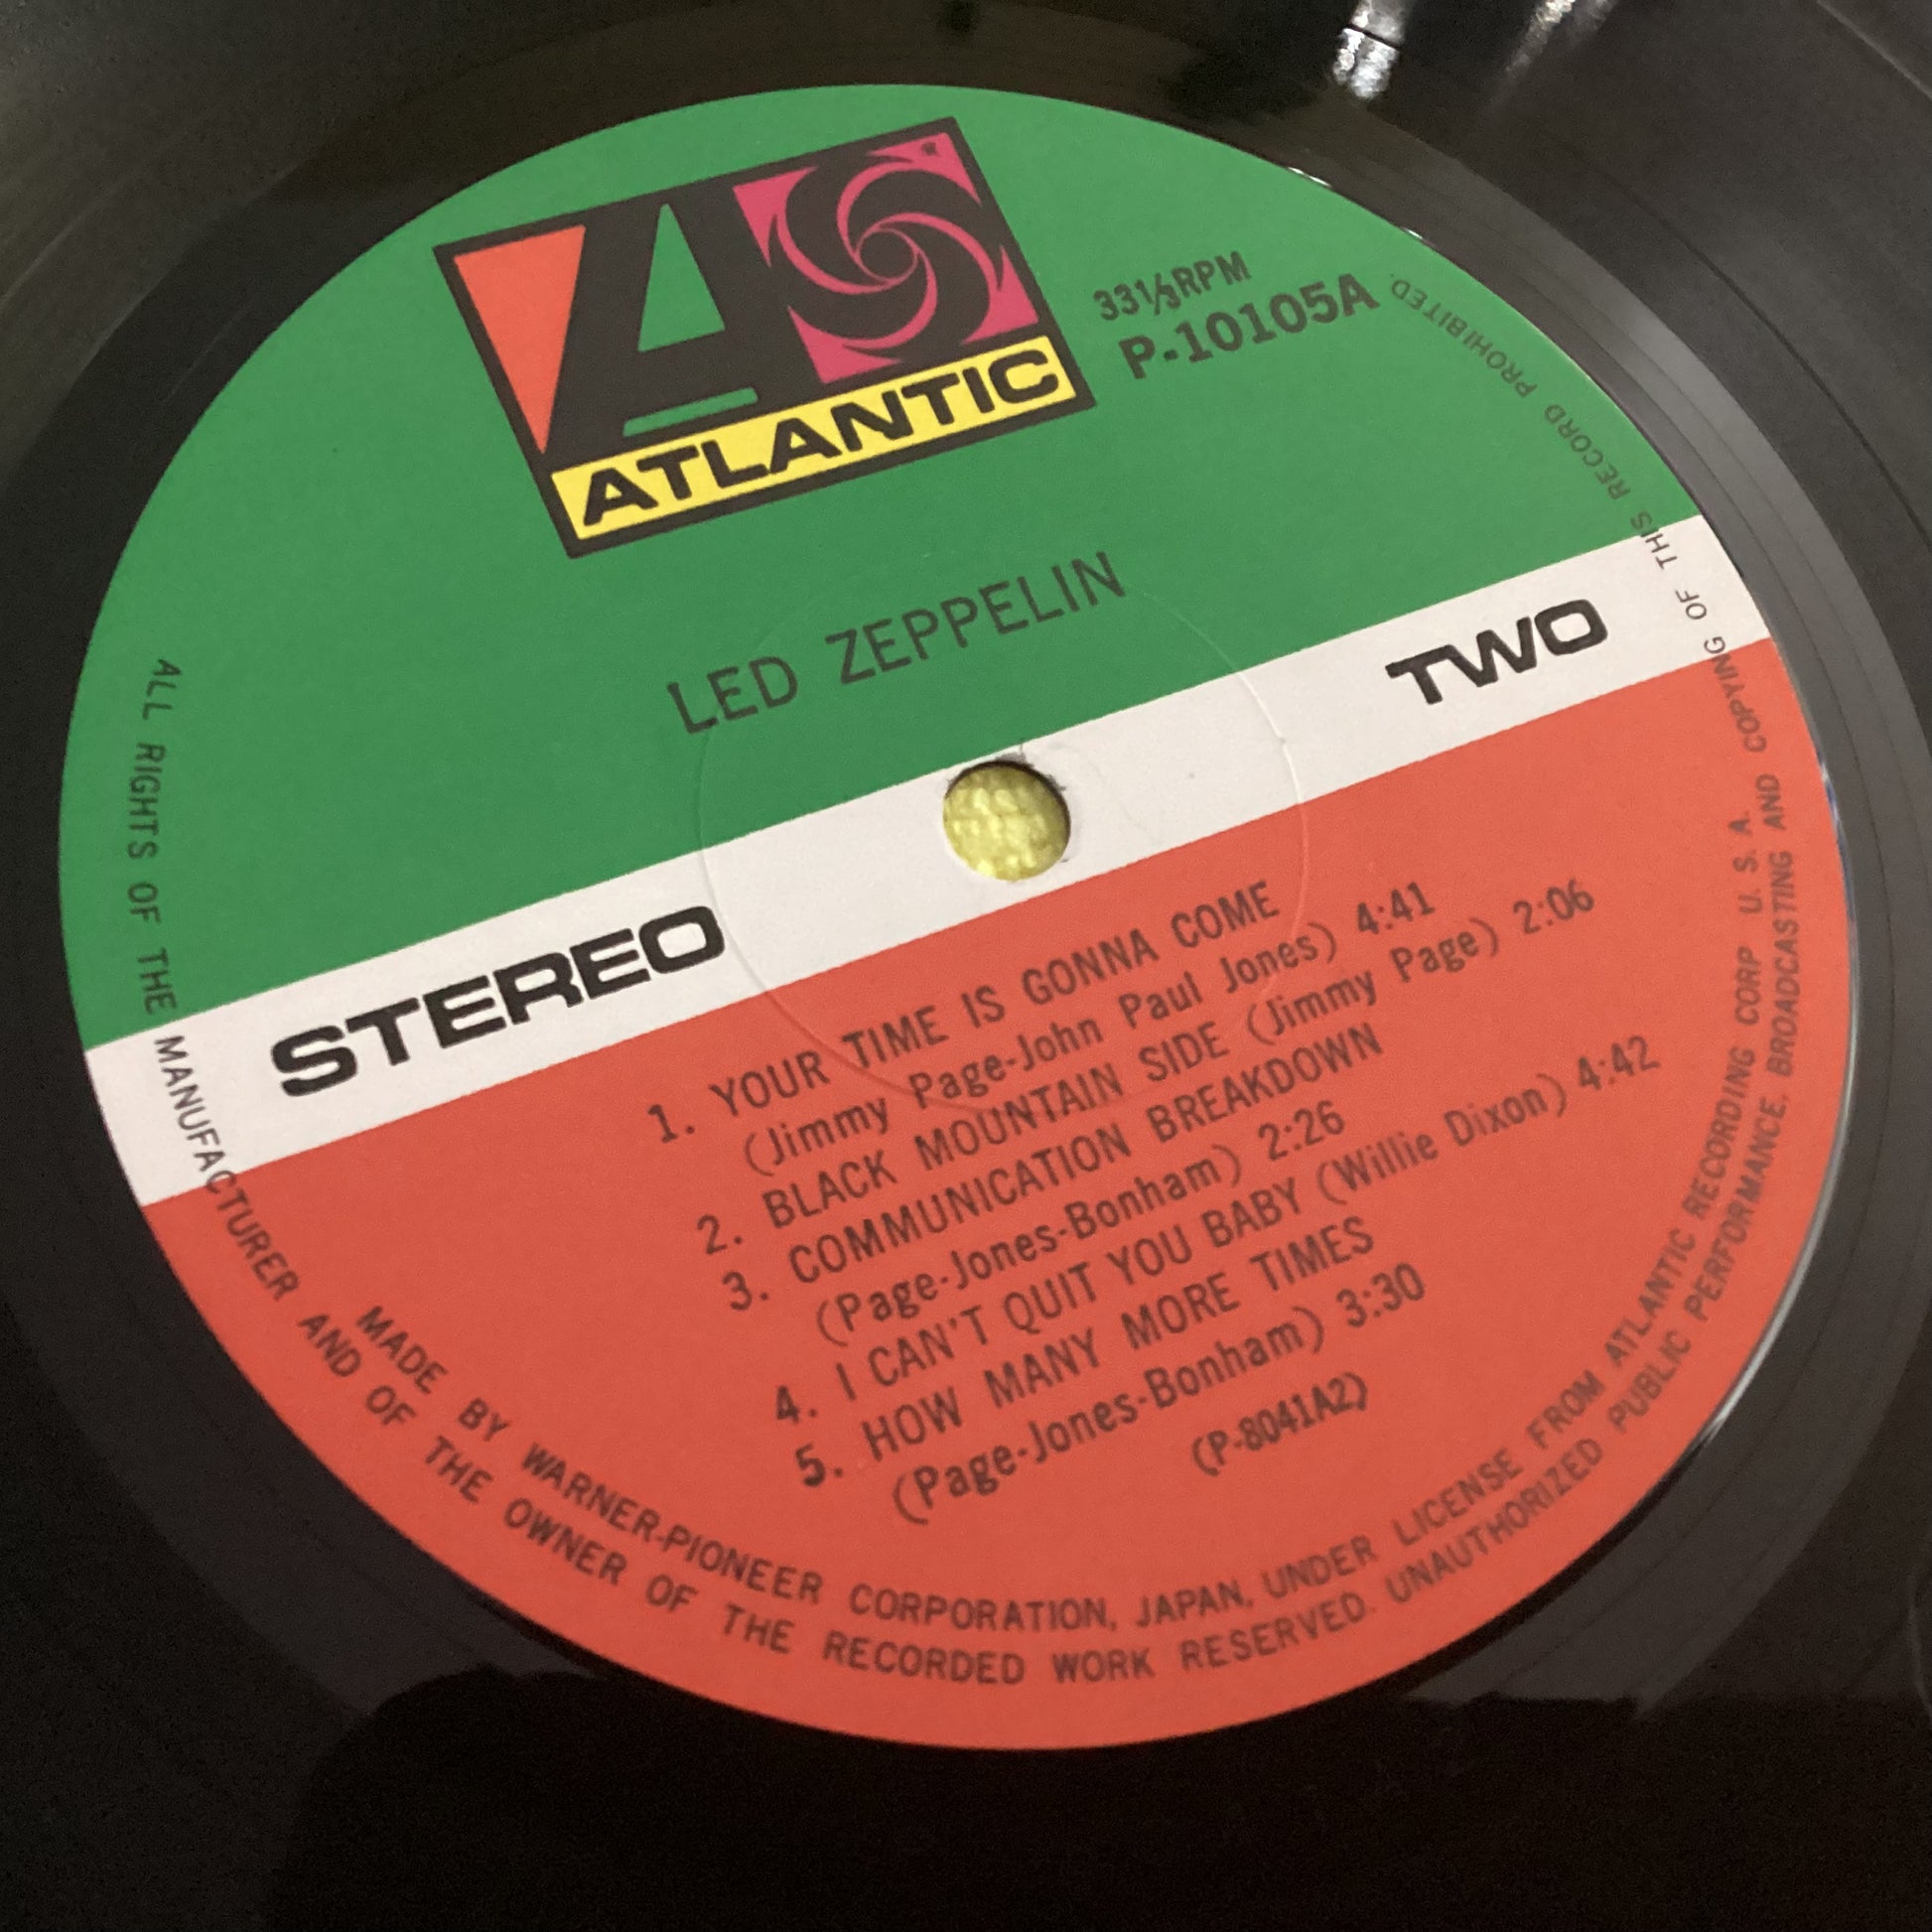 ATLANTIC
®
33⅓RPM
P-10105A
LED ZEPPELIN
STEREO
TWO
1. YOUR TIME IS GONNA COME
(Jimmy Page-John Paul Jones) 4:41
2. BLACK MOUNTAIN SIDE (Jimmy Page) 2:06
3. COMMUNICATION BREAKDOWN
(Page-Jones-Bonham) 2:26
4. I CAN'T QUIT YOU BABY (Willie Dixon) 4:42
5. HOW MANY MORE TIMES
(Page-Jones-Bonham) 3:30
(P-8041A2)
MADE BY WARNER-PIONEER CORPORATION, JAPAN, UNDER LICENSE FROM ATLANTIC RECORDING CORP U. S. A.
ALL RIGHTS OF THE MANUFACTURER AND OF THE OWNER OF THE RECORDED WORK RESERVED. UNAUTHORIZED PUBLIC PERFORMANCE, BROADCASTING AND COPYING OF THIS RECORD PROHIBITED.